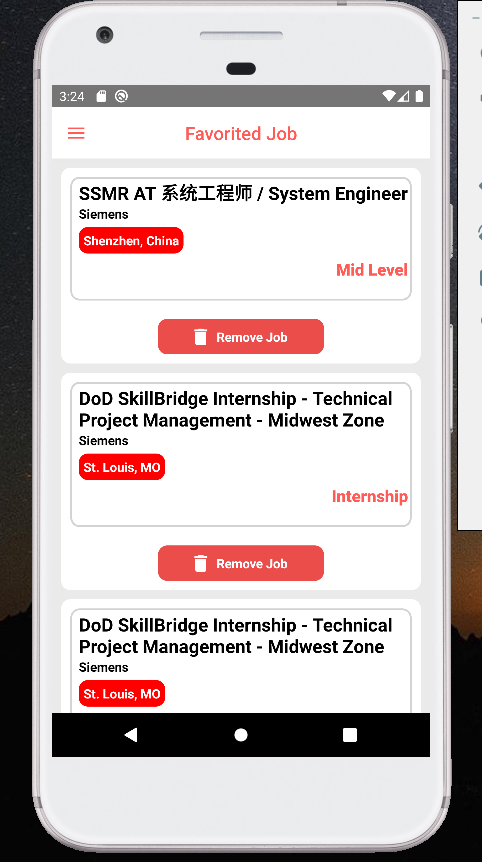 3:24
Favorited Job
SSMR AT 系统工程师 / System Engineer
Siemens
Shenzhen, China
Mid Level
Remove Job
DoD SkillBridge Internship - Technical
Project Management - Midwest Zone
Siemens
St. Louis, MO
Internship
Remove Job
DoD SkillBridge Internship - Technical
Project Management - Midwest Zone
Siemens
St. Louis, MO